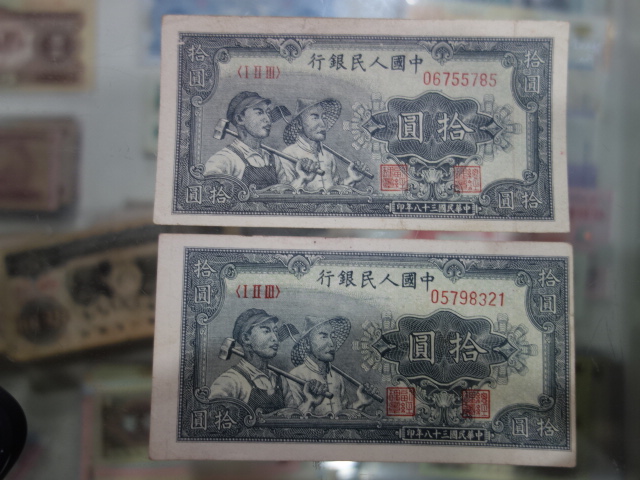 行銀民人國中
拾圓
拾圓
〈I II III〉
06755785
圓拾
圓拾
圓拾
印年八十三國民華中
行銀民人國中
拾圓
拾圓
〈I II III〉
05798321
圓拾
圓拾
圓拾
印年八十三國民華中